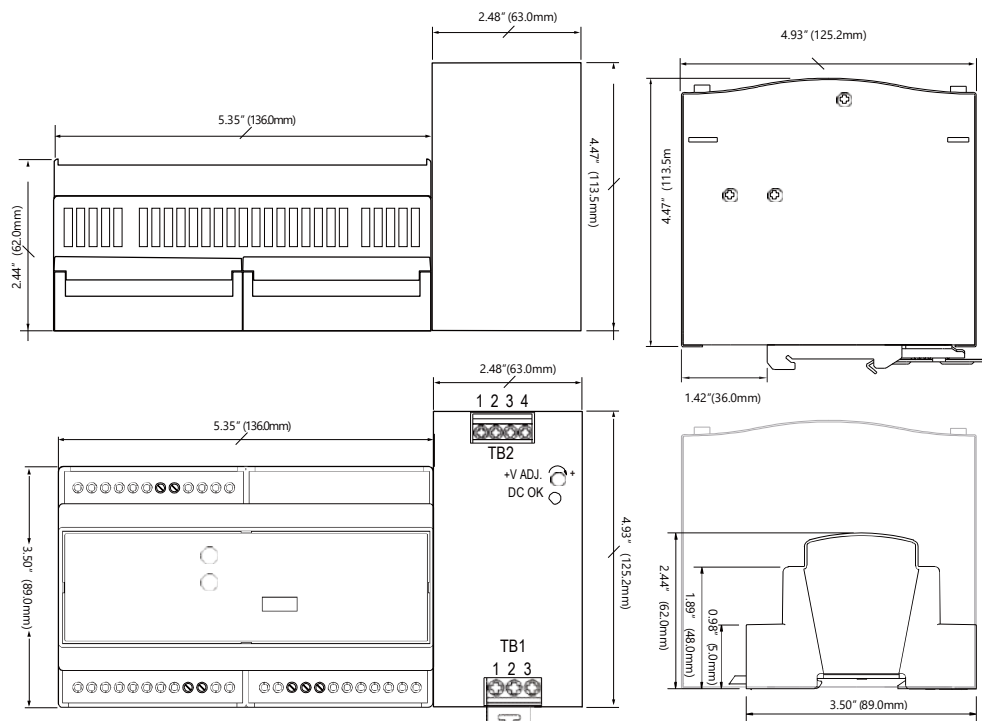 2.48" (63.0mm)
5.35" (136.0mm)
2.44" (62.0mm)
4.47" (113.5mm)
4.93" (125.2mm)
4.47" (113.5m
1.42"(36.0mm)
2.48"(63.0mm)
5.35" (136.0mm)
3.50" (89.0mm)
1 2 3 4
TB2
+V ADJ. +
DC OK
TB1
1 2 3
4.93" (125.2mm)
2.44" (62.0mm)
1.89" (48.0mm)
0.98" (5.0mm)
3.50" (89.0mm)